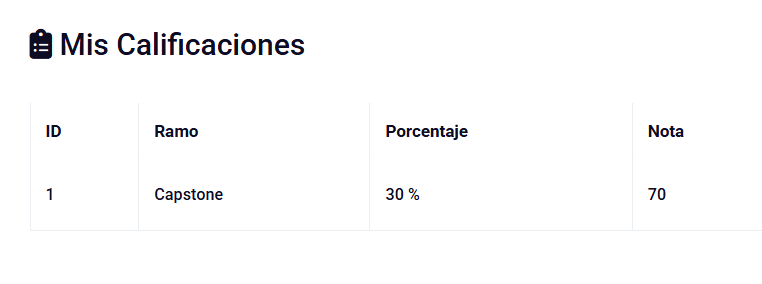 Mis Calificaciones
ID Ramo Porcentaje Nota
1 Capstone 30 % 70